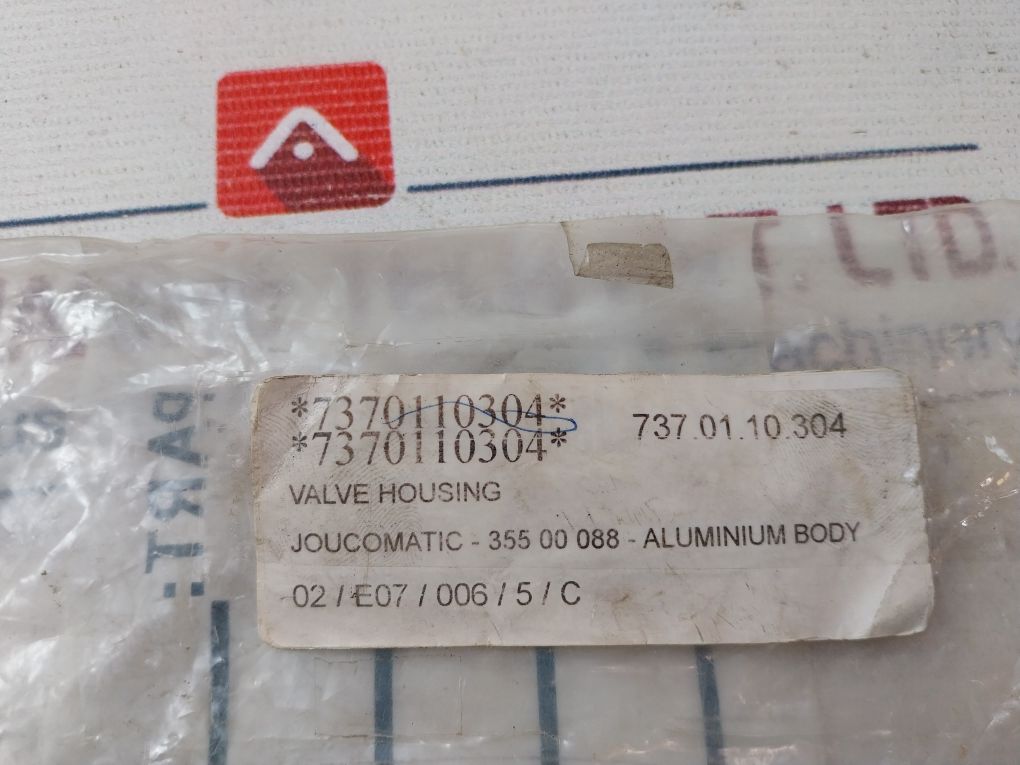 T. LTD.
achinary
PART:
*7370110304*
*7370110304*
737.01.10.304
VALVE HOUSING
JOUCOMATIC - 355 00 088 - ALUMINIUM BODY
02 / E07 / 006 / 5 / C